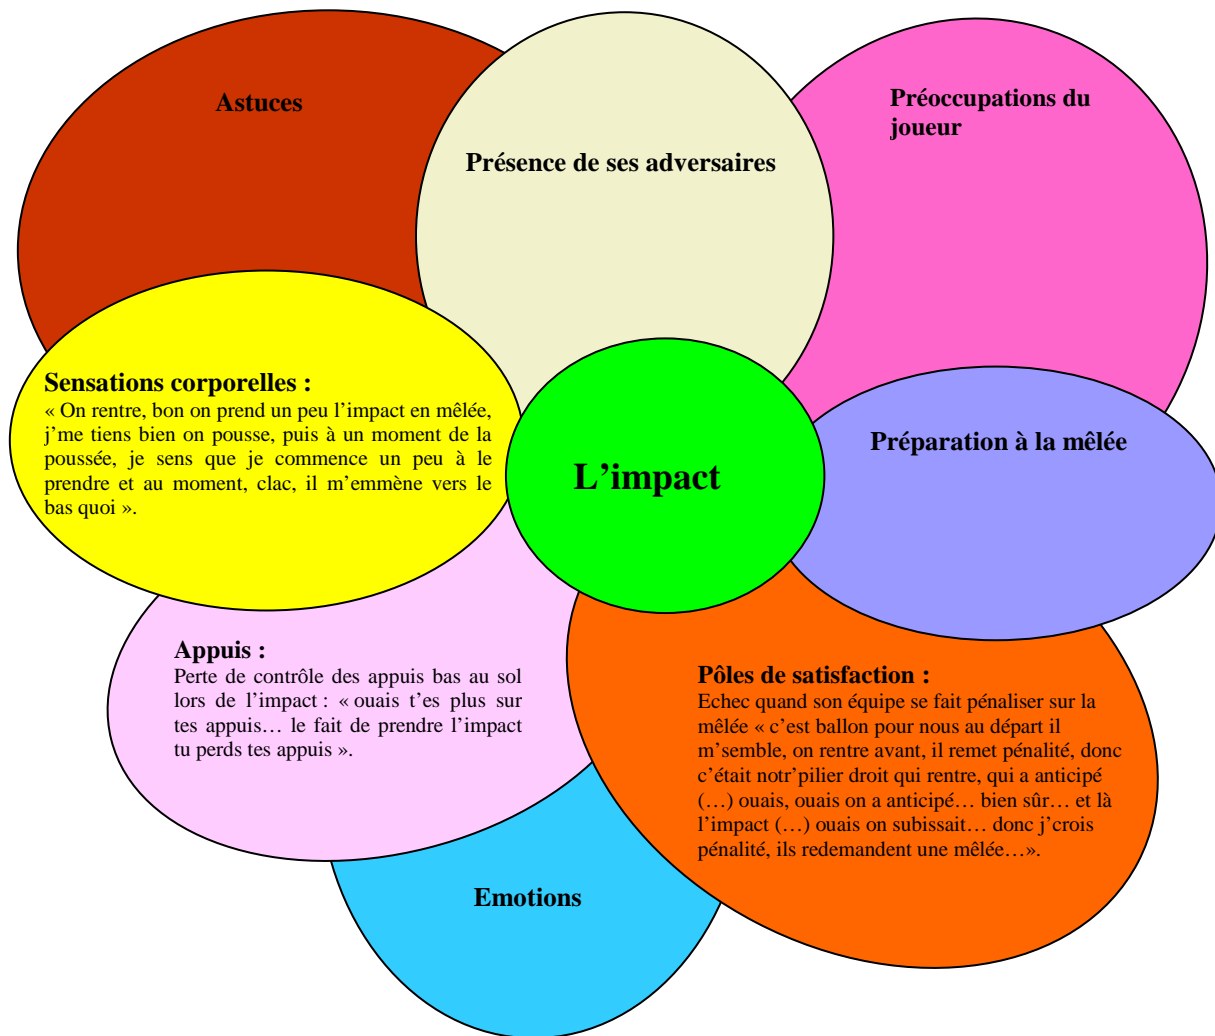 Astuces
Présence de ses adversaires
Préoccupations du
joueur
Sensations corporelles :
« On rentre, bon on prend un peu l’impact en mêlée,
j’me tiens bien on pousse, puis à un moment de la
poussée, je sens que je commence un peu à le
prendre et au moment, clac, il m’emmène vers le
bas quoi ».
L’impact
Préparation à la mêlée
Appuis :
Perte de contrôle des appuis bas au sol
lors de l’impact : « ouais t’es plus sur
tes appuis… le fait de prendre l’impact
tu perds tes appuis ».
Pôles de satisfaction :
Echec quand son équipe se fait pénaliser sur la
mêlée « c’est ballon pour nous au départ il
m’semble, on rentre avant, il remet pénalité, donc
c’était notr’pilier droit qui rentre, qui a anticipé
(…) ouais, ouais on a anticipé… bien sûr… et là
l’impact (…) ouais on subissait… donc j’crois
pénalité, ils redemandent une mêlée…».
Emotions